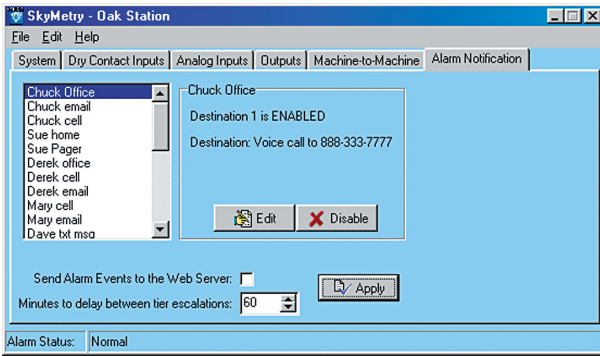 SkyMetry - Oak Station
File Edit Help
System Dry Contact Inputs Analog Inputs Outputs Machine-to-Machine Alarm Notification
Chuck Office
Chuck email
Chuck cell
Sue home
Sue Pager
Derek office
Derek cell
Derek email
Mary cell
Mary email
Dave txt msg
Chuck Office
Destination 1 is ENABLED
Destination: Voice call to 888-333-7777
Edit Disable
Send Alarm Events to the Web Server:
Minutes to delay between tier escalations: 60
Apply
Alarm Status: Normal